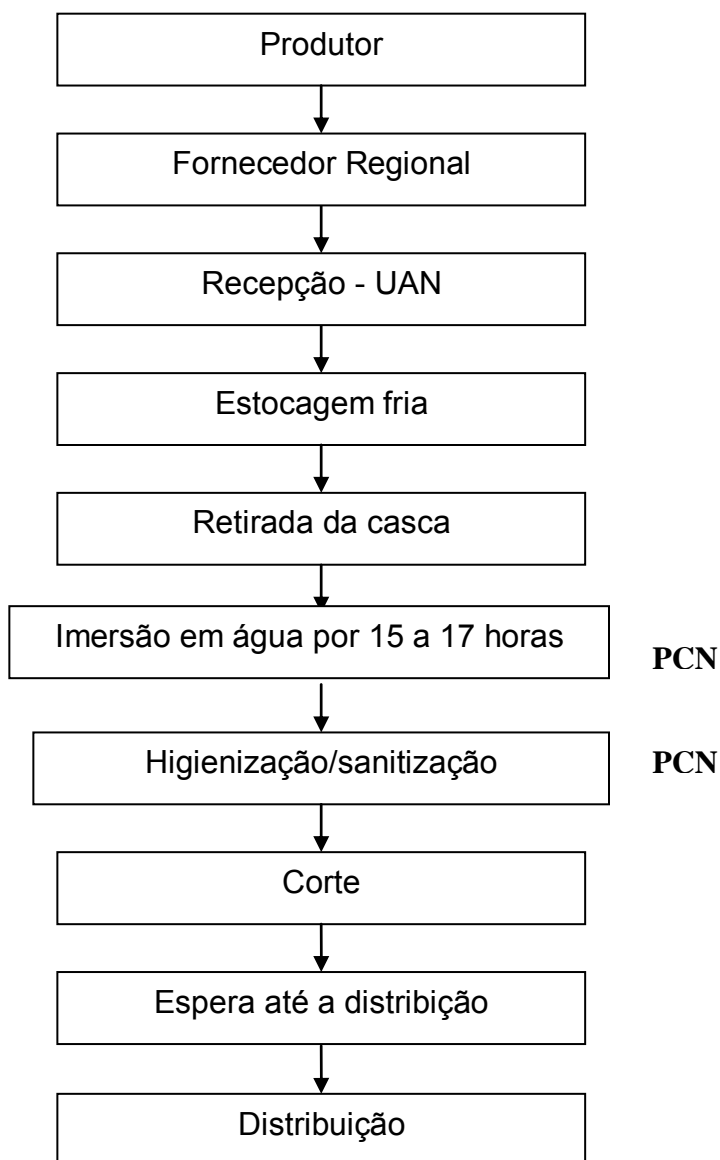 Produtor
Fornecedor Regional
Recepção - UAN
Estocagem fria
Retirada da casca
Imersão em água por 15 a 17 horas
PCN
Higienização/sanitização
PCN
Corte
Espera até a distribição
Distribuição